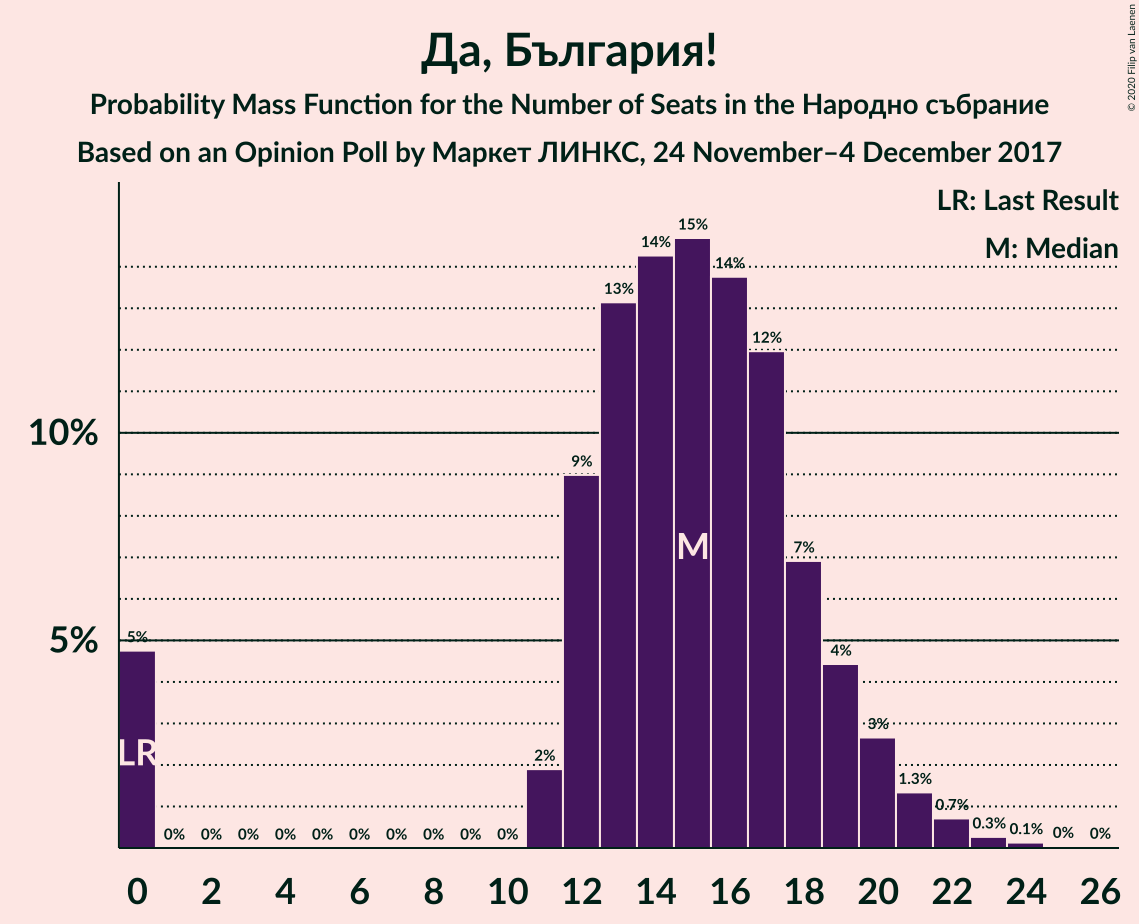 Да, България!
Probability Mass Function for the Number of Seats in the Народно събрание
Based on an Opinion Poll by Маркет ЛИНКС, 24 November–4 December 2017
© 2020 Filip van Laenen
LR: Last Result
M: Median
10%
5%
5% 0% 0% 0% 0% 0% 0% 0% 0% 0% 0% 2% 9% 13% 14% 15% 14% 12% 7% 4% 3% 1.3% 0.7% 0.3% 0.1% 0% 0%
LR
M
0 2 4 6 8 10 12 14 16 18 20 22 24 26